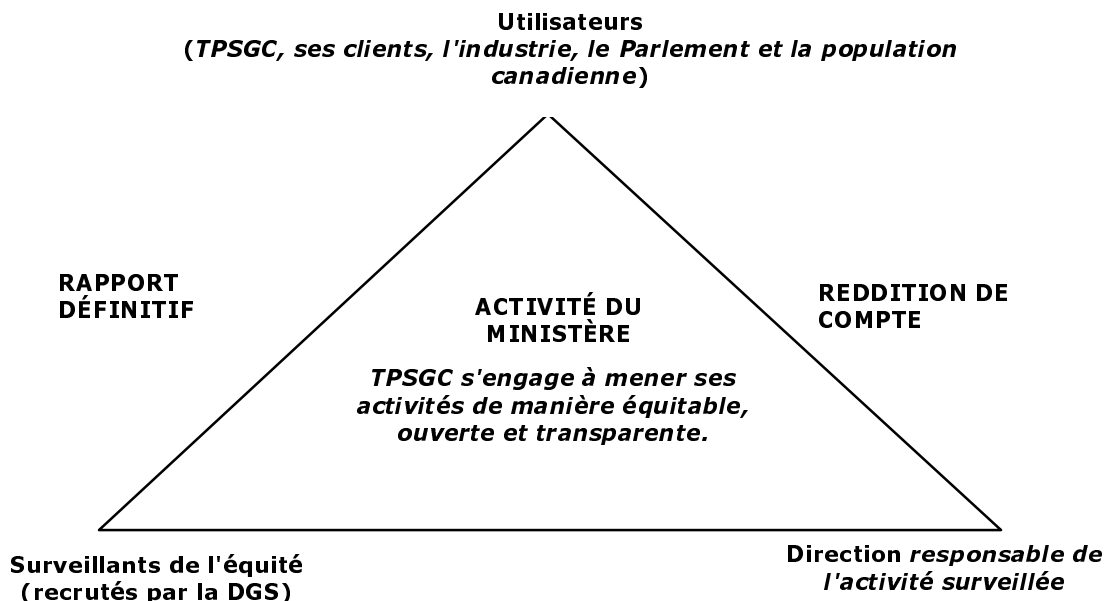 Utilisateurs
(TPSGC, ses clients, l'industrie, le Parlement et la population
canadienne)
RAPPORT
DÉFINITIF
ACTIVITÉ DU
MINISTÈRE
TPSGC s'engage à mener ses
activités de manière équitable,
ouverte et transparente.
REDDITION DE
COMPTE
Surveillants de l'équité
(recrutés par la DGS)
Direction responsable de
l'activité surveillée